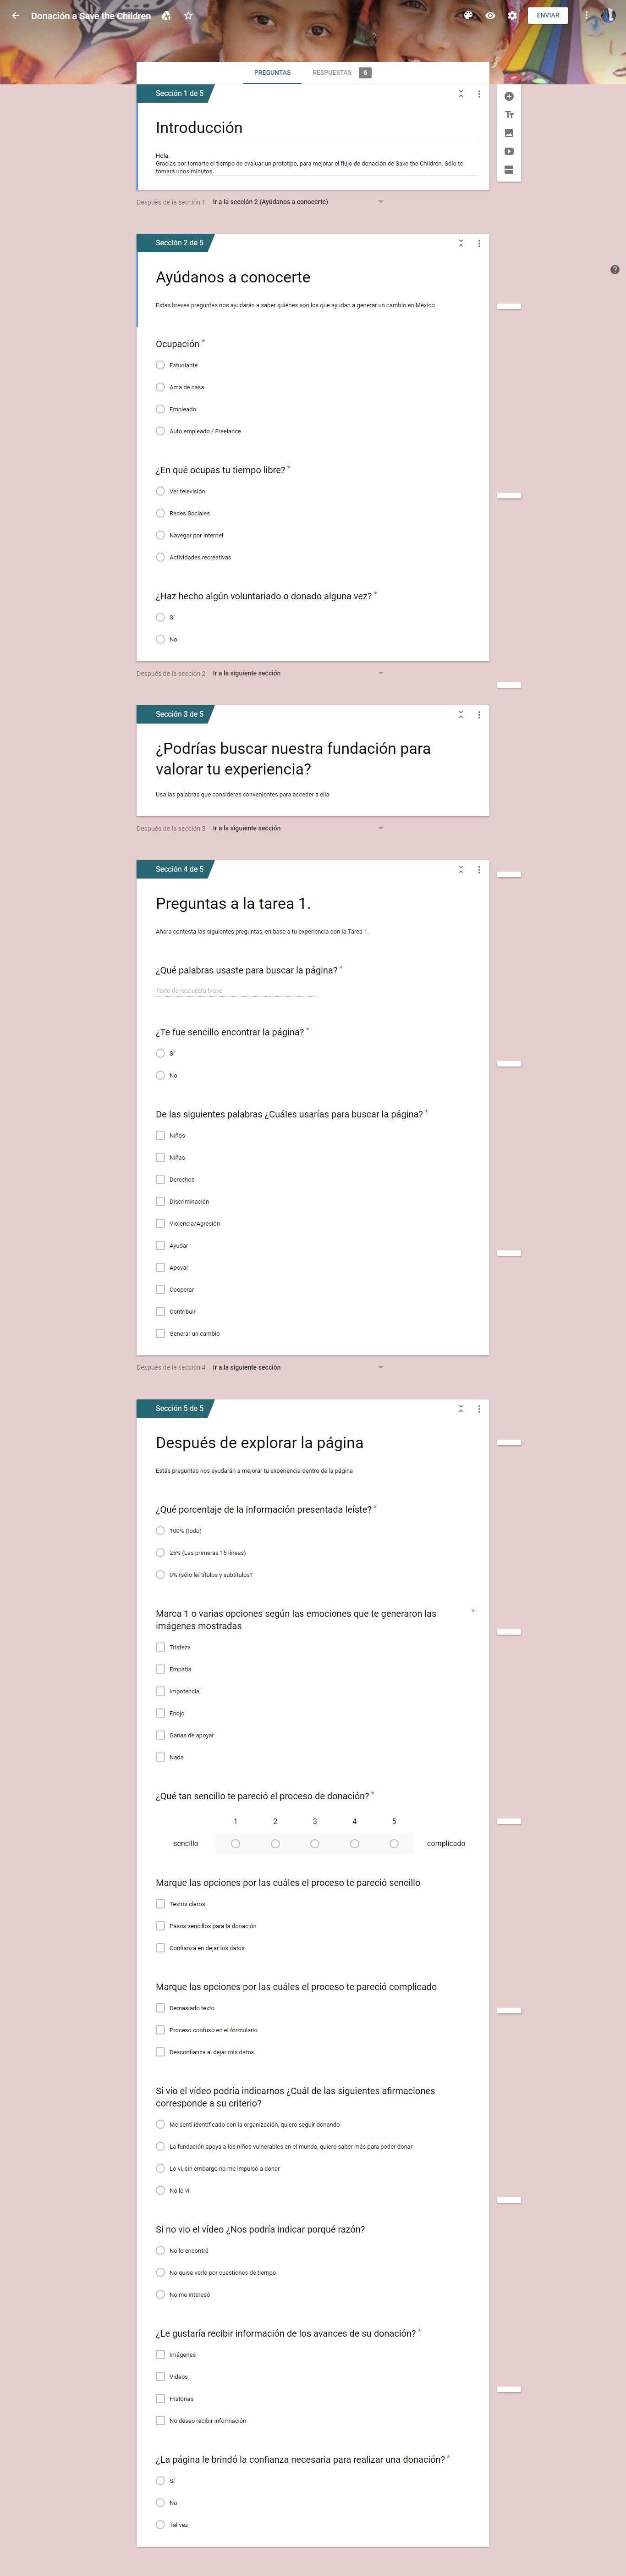 Donación a Save the Children
ENVIAR
PREGUNTAS
RESPUESTAS
6
Sección 1 de 5
Introducción
Hola.
Gracias por tomarte el tiempo de evaluar un prototipo, para mejorar el flujo de donación de Save the Children. Sólo te
tomará unos minutos.
Después de la sección 1 Ir a la sección 2 (Ayúdanos a conocerte)
Sección 2 de 5
Ayúdanos a conocerte
Estas breves preguntas nos ayudarán a saber quiénes son los que ayudan a generar un cambio en México
Ocupación *
Estudiante
Ama de casa
Empleado
Auto empleado / Freelance
¿En qué ocupas tu tiempo libre? *
Ver televisión
Redes Sociales
Navegar por internet
Actividades recreativas
¿Haz hecho algún voluntariado o donado alguna vez? *
Sí
No
Después de la sección 2 Ir a la siguiente sección
Sección 3 de 5
¿Podrías buscar nuestra fundación para
valorar tu experiencia?
Usa las palabras que consideres convenientes para acceder a ella
Después de la sección 3 Ir a la siguiente sección
Sección 4 de 5
Preguntas a la tarea 1.
Ahora contesta las siguientes preguntas, en base a tu experiencia con la Tarea 1.
¿Qué palabras usaste para buscar la página? *
Texto de respuesta breve
¿Te fue sencillo encontrar la página? *
Sí
No
De las siguientes palabras ¿Cuáles usarías para buscar la página? *
Niños
Niñas
Derechos
Discriminación
Violencia/Agresión
Ayudar
Apoyar
Cooperar
Contribuir
Generar un cambio
Después de la sección 4 Ir a la siguiente sección
Sección 5 de 5
Después de explorar la página
Estás preguntas nos ayudarán a mejorar tu experiencia dentro de la página
¿Qué porcentaje de la información presentada leíste? *
100% (todo)
25% (Las primeras 15 líneas)
0% (sólo leí títulos y subtítulos?
Marca 1 o varias opciones según las emociones que te generaron las *
imágenes mostradas
Tristeza
Empatía
Impotencia
Enojo
Ganas de apoyar
Nada
¿Qué tan sencillo te pareció el proceso de donación? *
1 2 3 4 5
sencillo complicado
Marque las opciones por las cuáles el proceso te pareció sencillo
Textos claros
Pasos sencillos para la donación
Confianza en dejar los datos
Marque las opciones por las cuáles el proceso te pareció complicado
Demasiado texto
Proceso confuso en el formulario
Desconfianza al dejar mis datos
Si vio el vídeo podría indicarnos ¿Cuál de las siguientes afirmaciones
corresponde a su criterio?
Me sentí identificado con la organización, quiero seguir donando
La fundación apoya a los niños vulnerables en el mundo, quiero saber más para poder donar
Lo vi, sin embargo no me impulsó a donar
No lo vi
Si no vio el vídeo ¿Nos podría indicar porqué razón?
No lo encontré
No quise verlo por cuestiones de tiempo
No me interesó
¿Le gustaría recibir información de los avances de su donación? *
Imágenes
Videos
Historias
No deseo recibir información
¿La página le brindó la confianza necesaria para realizar una donación? *
Sí
No
Tal vez